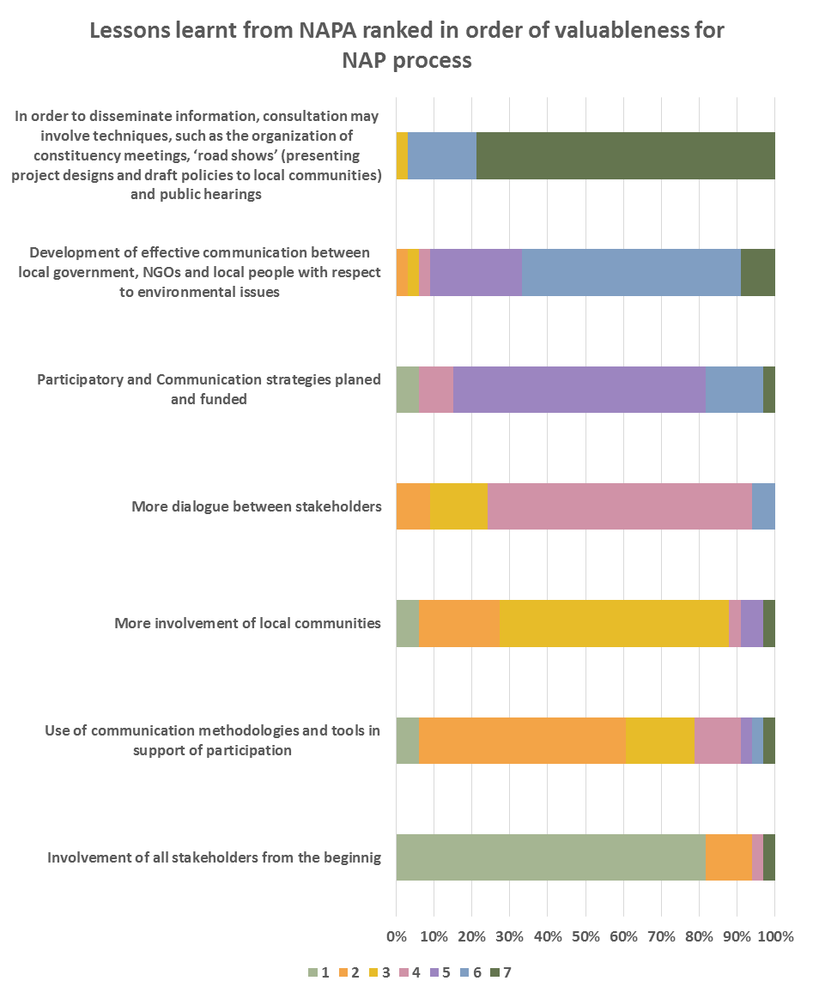 Lessons learnt from NAPA ranked in order of valuableness for
NAP process
In order to disseminate information, consultation may
involve techniques, such as the organization of
constituency meetings, ‘road shows’ (presenting
project designs and draft policies to local communities)
and public hearings
Development of effective communication between
local government, NGOs and local people with respect
to environmental issues
Participatory and Communication strategies planed
and funded
More dialogue between stakeholders
More involvement of local communities
Use of communication methodologies and tools in
support of participation
Involvement of all stakeholders from the beginnig
0% 10% 20% 30% 40% 50% 60% 70% 80% 90% 100%
1 2 3 4 5 6 7